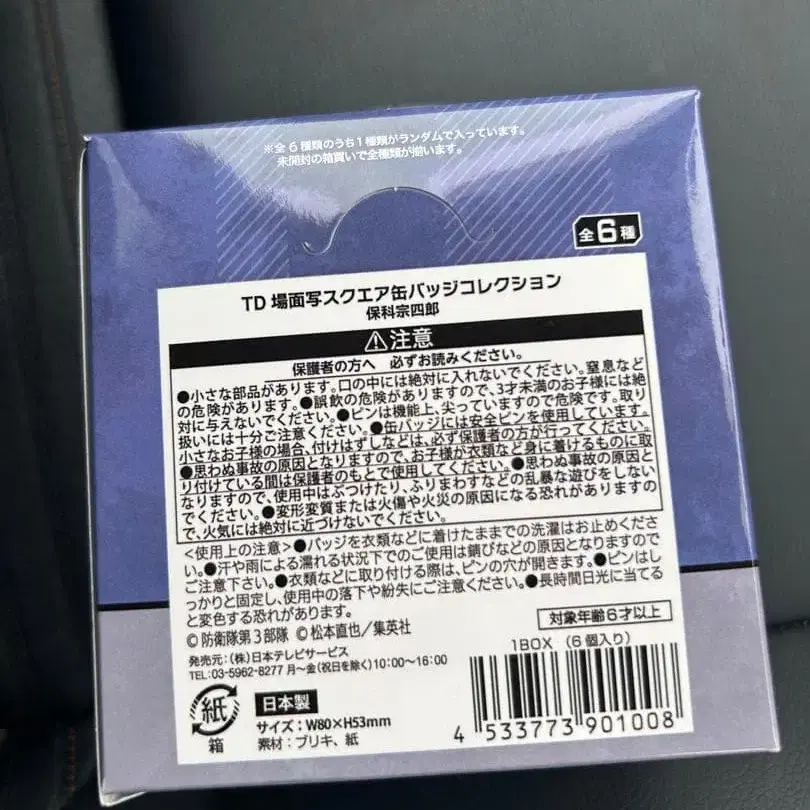 ※全6種類のうち1種類がランダムで入っています。
未開封の箱買いで全種類が揃います。
全6種
TD 場面写スクエア缶バッジコレクション
保科宗四郎
⚠注意
保護者の方へ 必ずお読みください。
●小さな部品があります。口の中には絶対に入れないでください。窒息など
の危険があります。●誤飲の危険がありますので、3才未満のお子様には絶
対に与えないでください。●ピンは機能上、尖っていますので危険です。取り
扱いには十分ご注意ください。●缶バッジには安全ピンを使用しています。
小さなお子様の場合、付けはずしなどは、必ず保護者の方が行ってください。
●思わぬ事故の原因となりますので、お子様が衣類など身に着けるものに取
り付けている間は保護者のもとで使用してください。●思わぬ事故の原因と
なりますので、使用中はぶつけたり、ふりまわすなどの乱暴な遊びをしない
でください。●変形変質または火傷や火災の原因になる恐れがありますの
で、火気には絶対に近づけないでください。
<使用上の注意>●バッジを衣類などに着けたままでの洗濯はお止めくださ
い。●汗や雨による濡れる状況下でのご使用は錆びなどの原因となりますので
ご注意下さい。●衣類などに取り付ける際は、ピンの穴が開きます。●ピンはし
っかりと固定し、使用中の落下や紛失にご注意ください。●長時間日光に当てる
と変色する恐れがあります。
© 防衛隊第3部隊 © 松本直也/集英社
対象年齢6才以上
発売元:(株)日本テレビサービス
TEL:03-5962-8277 月〜金(祝日を除く)10:00〜16:00
1BOX (6個入り)
紙
箱
日本製
サイズ:W80×H53mm
素材:ブリキ、紙
4 533773 901008